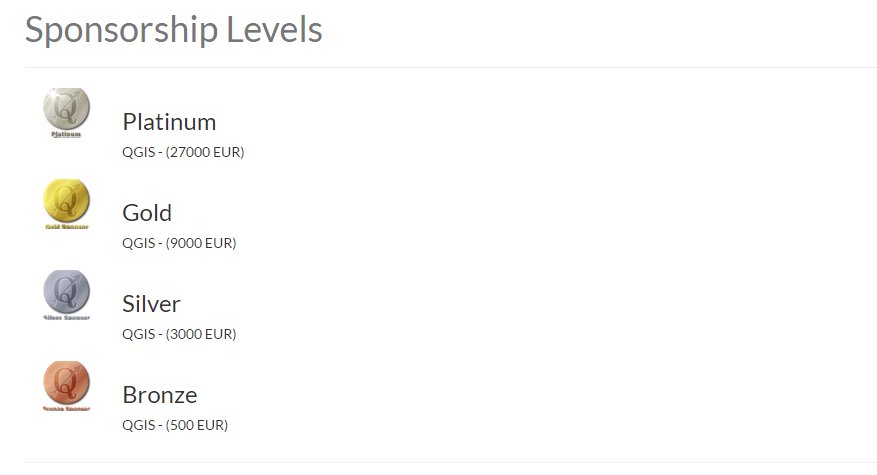 Sponsorship Levels
Platinum
Platinum
QGIS - (27000 EUR)
Gold Sponsor
Gold
QGIS - (9000 EUR)
Silver Sponsor
Silver
QGIS - (3000 EUR)
Bronze Sponsor
Bronze
QGIS - (500 EUR)